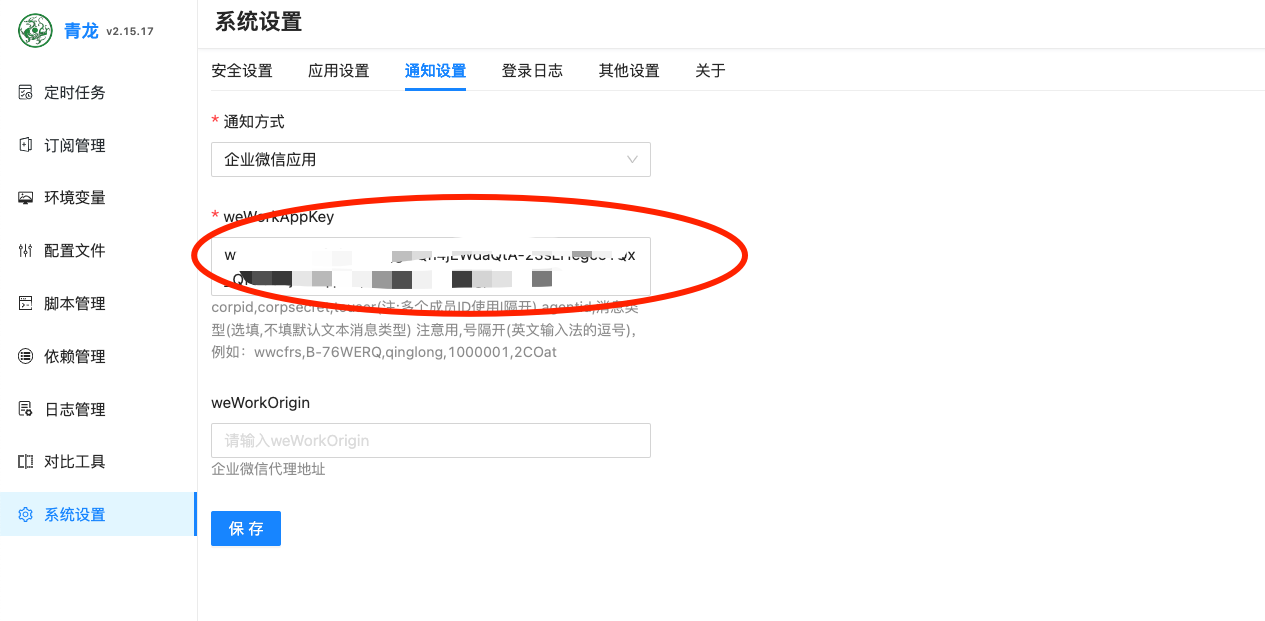 青龙 v2.15.17
系统设置
安全设置 应用设置 通知设置 登录日志 其他设置 关于
定时任务
订阅管理
环境变量
配置文件
脚本管理
依赖管理
日志管理
对比工具
系统设置
* 通知方式
企业微信应用
* weWorkAppKey
w
corpid,corpsecret,touser(注:多个成员ID使用|隔开),agentid,消息类
型(选填,不填默认文本消息类型) 注意用,号隔开(英文输入法的逗号),
例如：wwcfrs,B-76WERQ,qinglong,1000001,2COat
weWorkOrigin
请输入weWorkOrigin
企业微信代理地址
保 存